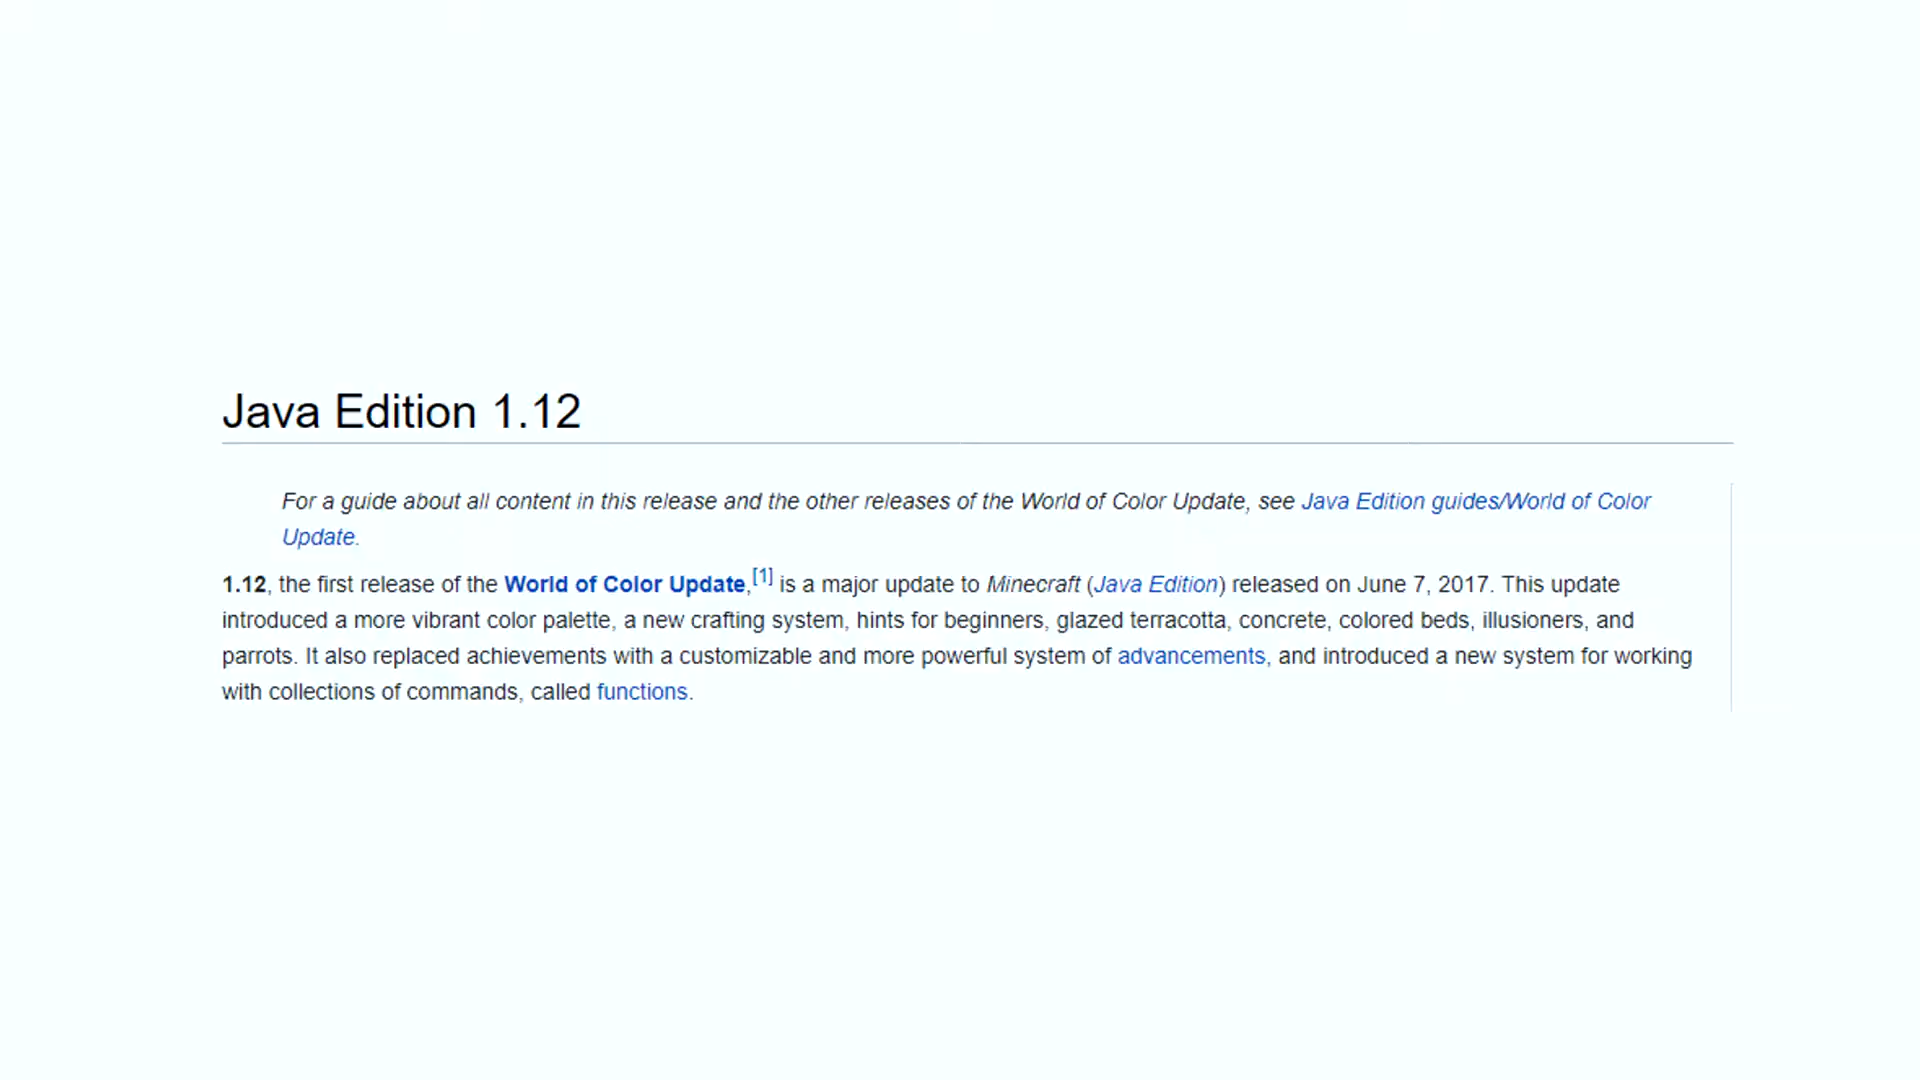 Java Edition 1.12
For a guide about all content in this release and the other releases of the World of Color Update, see Java Edition guides/World of Color
Update.
1.12, the first release of the World of Color Update,[1] is a major update to Minecraft (Java Edition) released on June 7, 2017. This update
introduced a more vibrant color palette, a new crafting system, hints for beginners, glazed terracotta, concrete, colored beds, illusioners, and
parrots. It also replaced achievements with a customizable and more powerful system of advancements, and introduced a new system for working
with collections of commands, called functions.